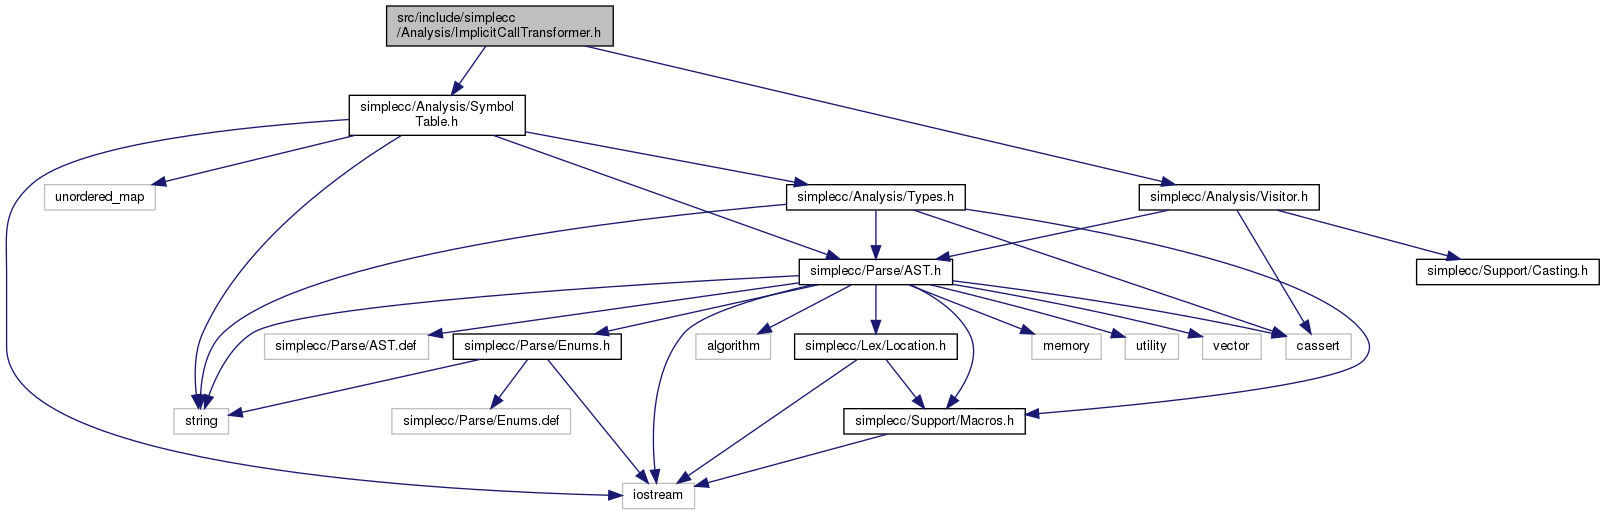 src/include/simplecc
/Analysis/ImplicitCallTransformer.h
simplecc/Analysis/Symbol
Table.h
unordered_map
simplecc/Analysis/Types.h
simplecc/Analysis/Visitor.h
simplecc/Parse/AST.h
simplecc/Support/Casting.h
simplecc/Parse/AST.def
simplecc/Parse/Enums.h
algorithm
simplecc/Lex/Location.h
memory
utility
vector
cassert
string
simplecc/Parse/Enums.def
simplecc/Support/Macros.h
iostream